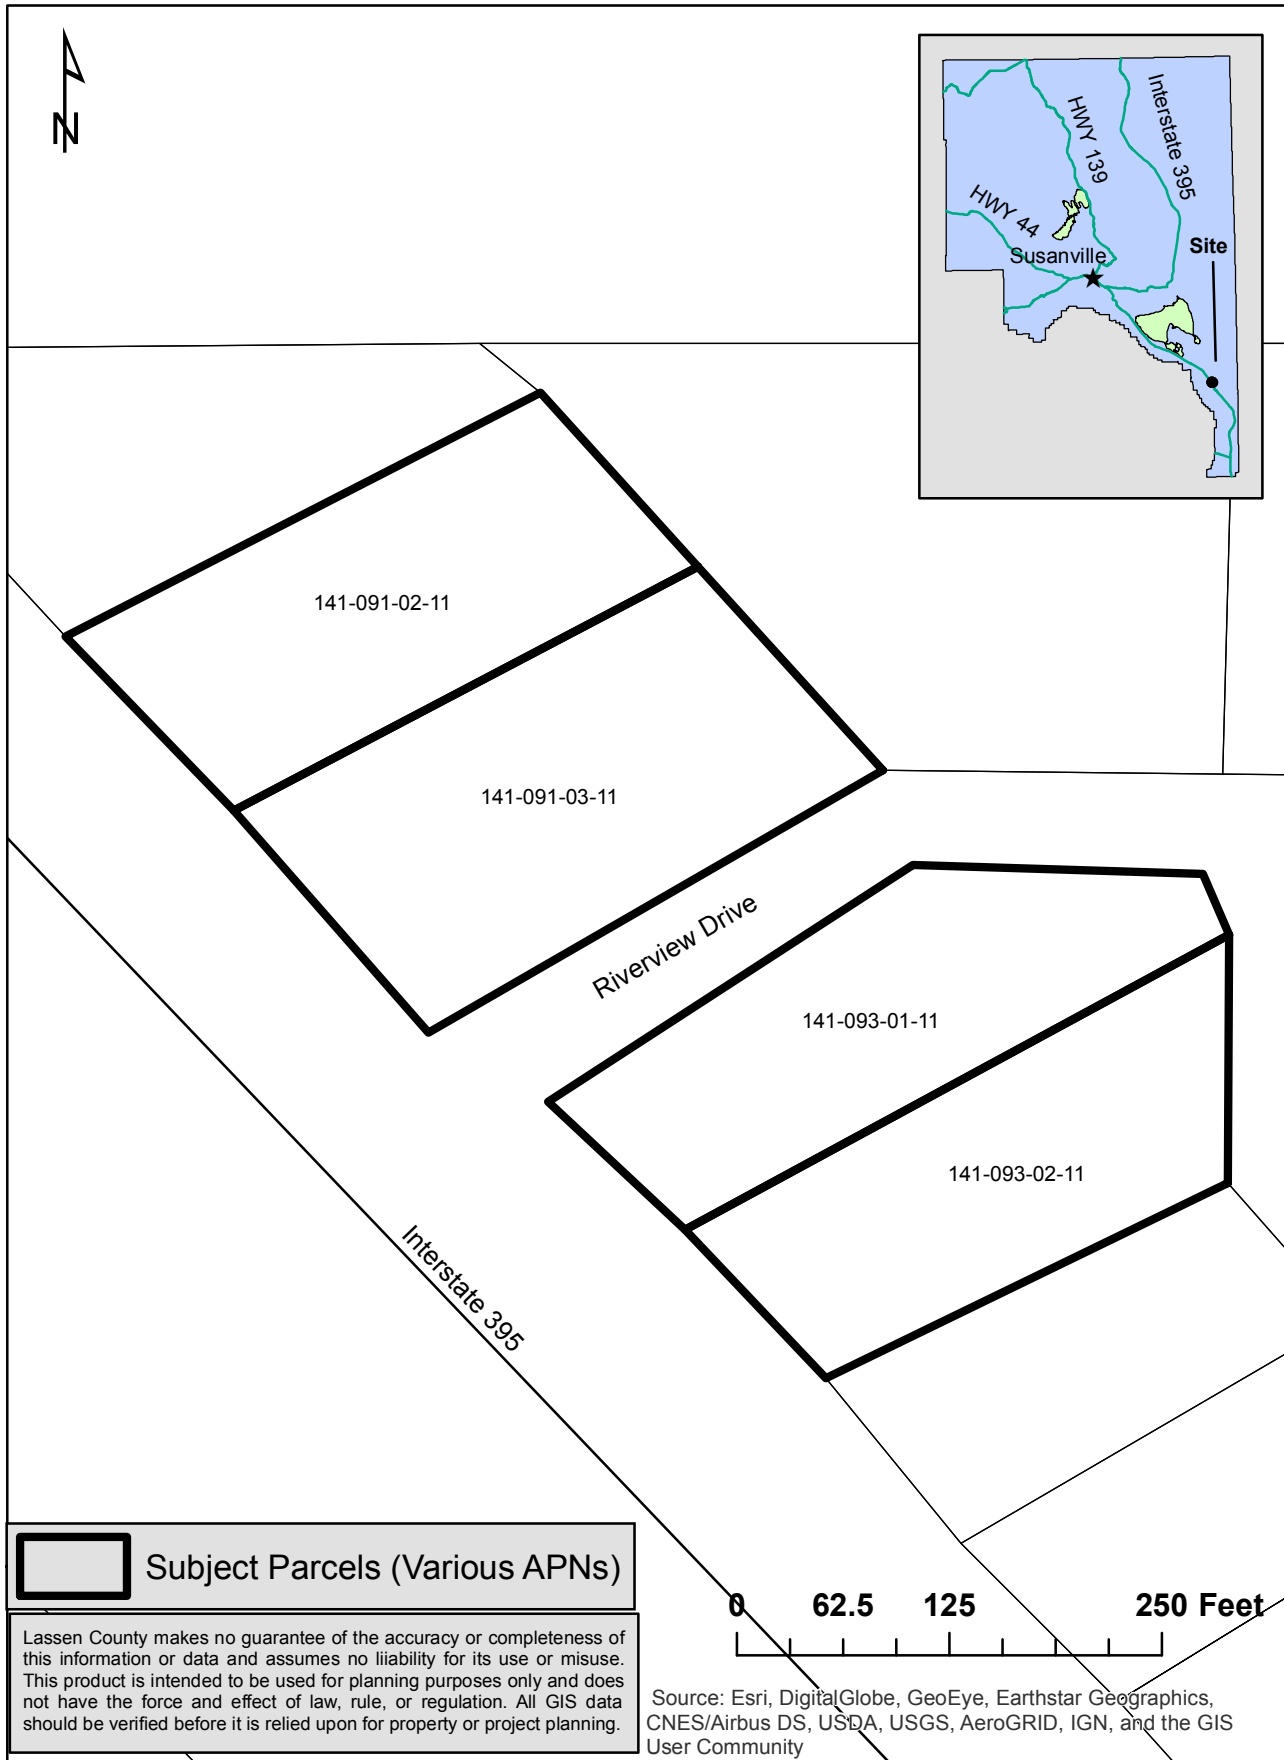 N
HWY 139
Interstate 395
HWY 44
Susanville
Site
141-091-02-11
141-091-03-11
Riverview Drive
141-093-01-11
141-093-02-11
Interstate 395
Subject Parcels (Various APNs)
0 62.5 125 250 Feet
Lassen County makes no guarantee of the accuracy or completeness of
this information or data and assumes no liiability for its use or misuse.
This product is intended to be used for planning purposes only and does
not have the force and effect of law, rule, or regulation. All GIS data
should be verified before it is relied upon for property or project planning.
Source: Esri, DigitalGlobe, GeoEye, Earthstar Geographics,
CNES/Airbus DS, USDA, USGS, AeroGRID, IGN, and the GIS
User Community